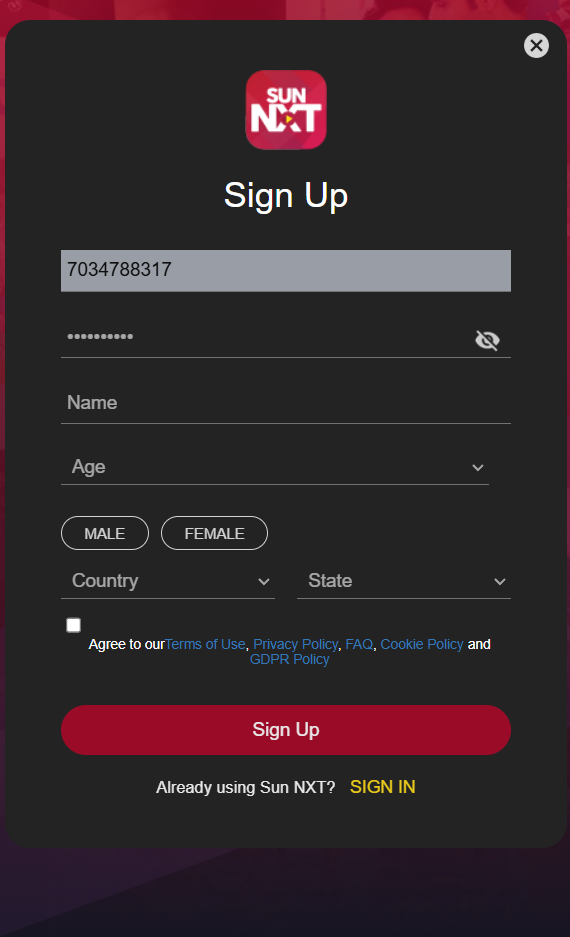 SUN
NXT
Sign Up
7034788317
••••••••••
Name
Age
MALE FEMALE
Country State
Agree to ourTerms of Use, Privacy Policy, FAQ, Cookie Policy and
GDPR Policy
Sign Up
Already using Sun NXT? SIGN IN